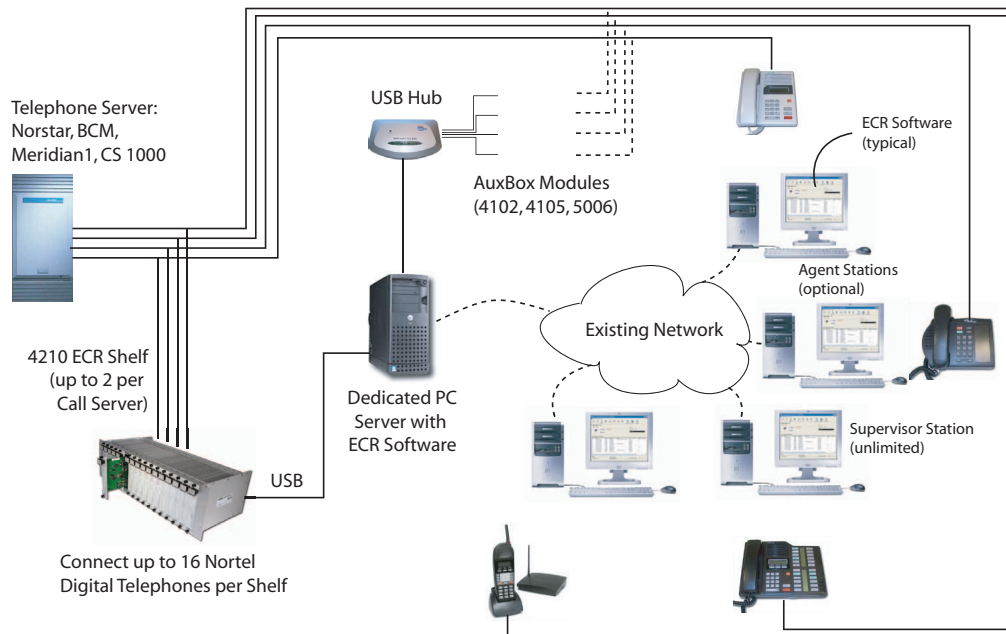 Telephone Server:
Norstar, BCM,
Meridian1, CS 1000
USB Hub
AuxBox Modules
(4102, 4105, 5006)
ECR Software
(typical)
Agent Stations
(optional)
Existing Network
4210 ECR Shelf
(up to 2 per
Call Server)
Dedicated PC
Server with
ECR Software
Supervisor Station
(unlimited)
USB
Connect up to 16 Nortel
Digital Telephones per Shelf